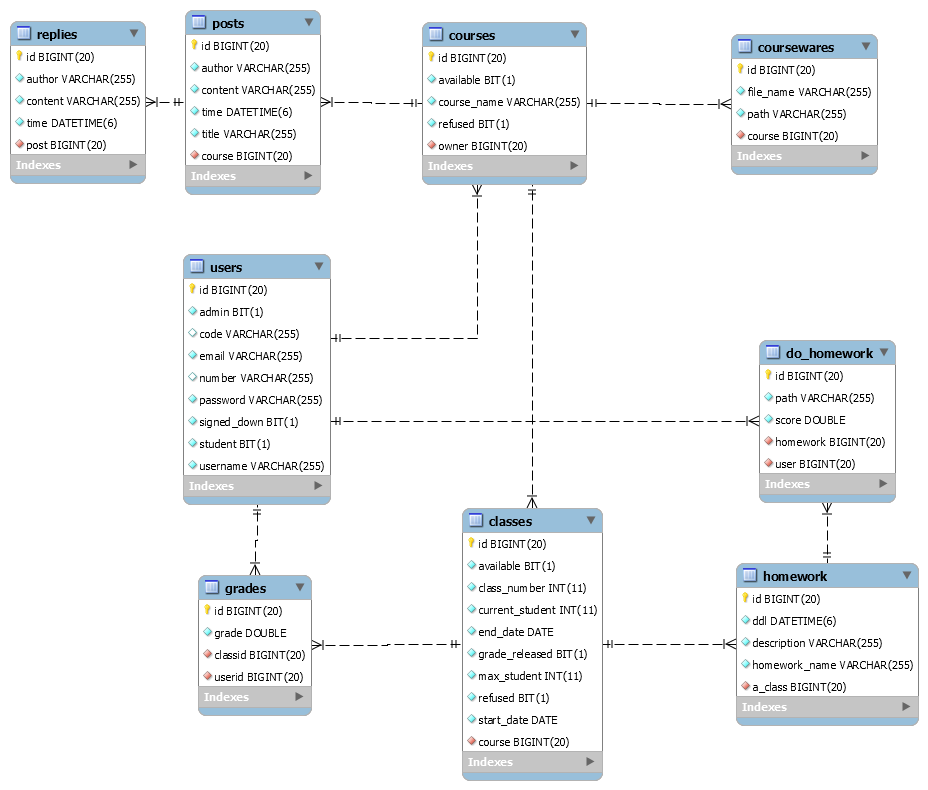 replies
id BIGINT(20)
author VARCHAR(255)
content VARCHAR(255)
time DATETIME(6)
post BIGINT(20)
Indexes
posts
id BIGINT(20)
author VARCHAR(255)
content VARCHAR(255)
time DATETIME(6)
title VARCHAR(255)
course BIGINT(20)
Indexes
courses
id BIGINT(20)
available BIT(1)
course_name VARCHAR(255)
refused BIT(1)
owner BIGINT(20)
Indexes
coursewares
id BIGINT(20)
file_name VARCHAR(255)
path VARCHAR(255)
course BIGINT(20)
Indexes
users
id BIGINT(20)
admin BIT(1)
code VARCHAR(255)
email VARCHAR(255)
number VARCHAR(255)
password VARCHAR(255)
signed_down BIT(1)
student BIT(1)
username VARCHAR(255)
Indexes
do_homework
id BIGINT(20)
path VARCHAR(255)
score DOUBLE
homework BIGINT(20)
user BIGINT(20)
Indexes
grades
id BIGINT(20)
grade DOUBLE
classid BIGINT(20)
userid BIGINT(20)
Indexes
classes
id BIGINT(20)
available BIT(1)
class_number INT(11)
current_student INT(11)
end_date DATE
grade_released BIT(1)
max_student INT(11)
refused BIT(1)
start_date DATE
course BIGINT(20)
Indexes
homework
id BIGINT(20)
ddl DATETIME(6)
description VARCHAR(255)
homework_name VARCHAR(255)
a_class BIGINT(20)
Indexes